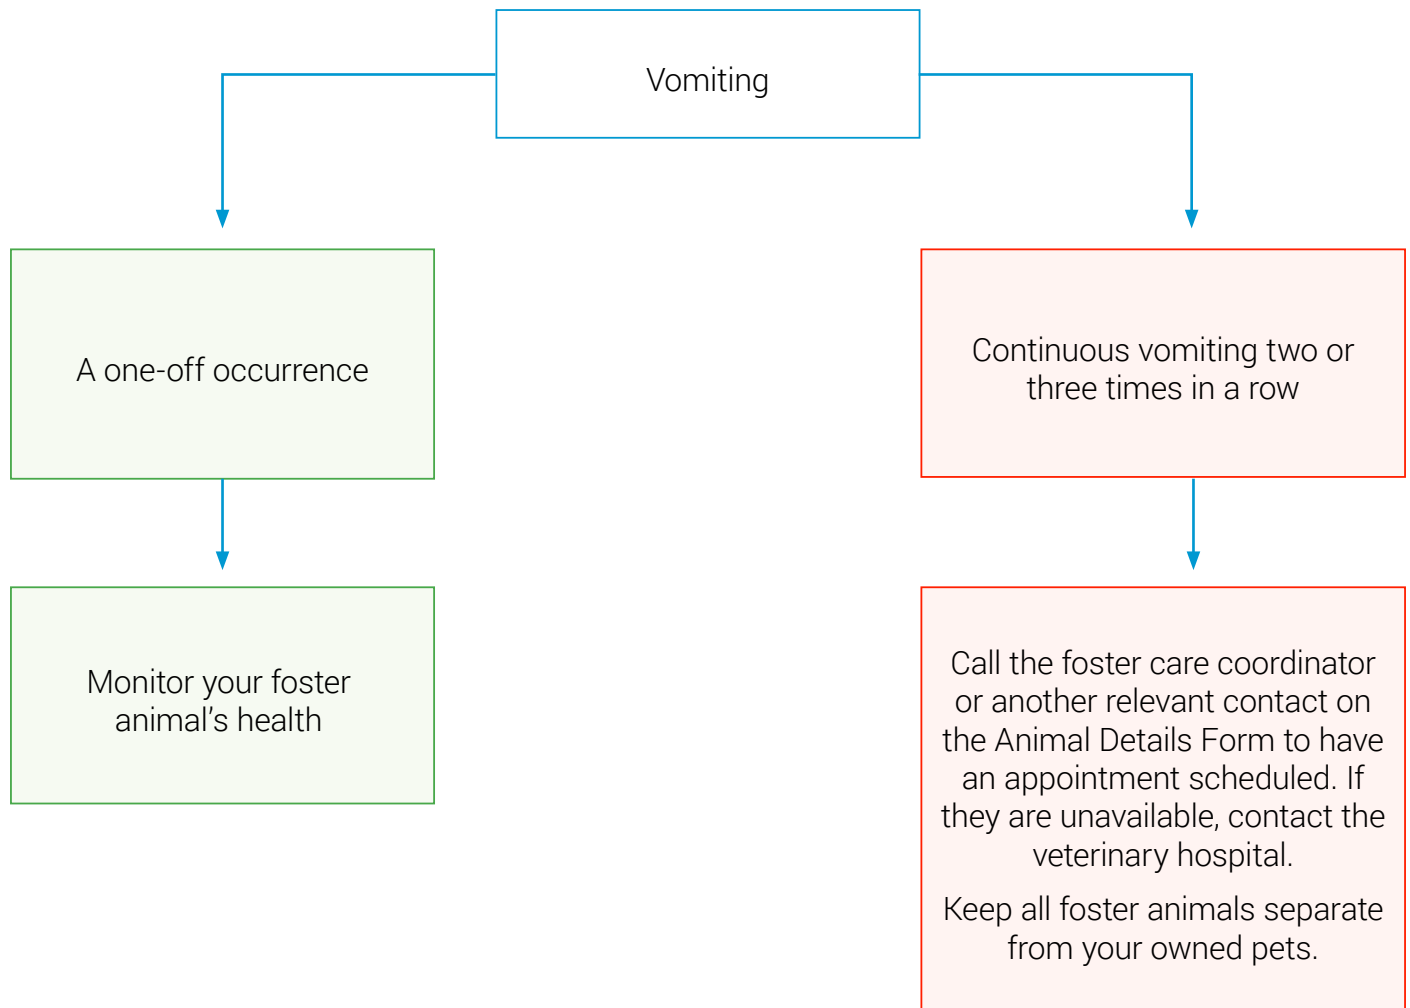 Vomiting
A one-off occurrence
Continuous vomiting two or
three times in a row
Monitor your foster
animal’s health
Call the foster care coordinator
or another relevant contact on
the Animal Details Form to have
an appointment scheduled. If
they are unavailable, contact the
veterinary hospital.
Keep all foster animals separate
from your owned pets.